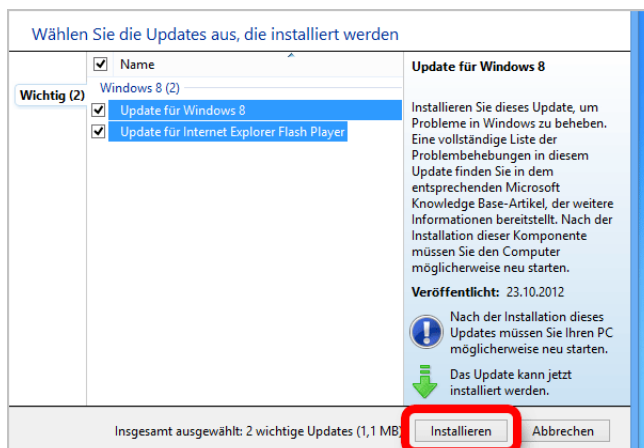 Wählen Sie die Updates aus, die installiert werden
Name
Wichtig (2)
Windows 8 (2)
Update für Windows 8
Update für Internet Explorer Flash Player
Update für Windows 8
Installieren Sie dieses Update, um
Probleme in Windows zu beheben.
Eine vollständige Liste der
Problembehebungen in diesem
Update finden Sie in dem
entsprechenden Microsoft
Knowledge Base-Artikel, der weitere
Informationen bereitstellt. Nach der
Installation dieser Komponente
müssen Sie den Computer
möglicherweise neu starten.
Veröffentlicht: 23.10.2012
Nach der Installation dieses
Updates müssen Sie Ihren PC
möglicherweise neu starten.
Das Update kann jetzt
installiert werden.
Insgesamt ausgewählt: 2 wichtige Updates (1,1 MB)
Installieren
Abbrechen